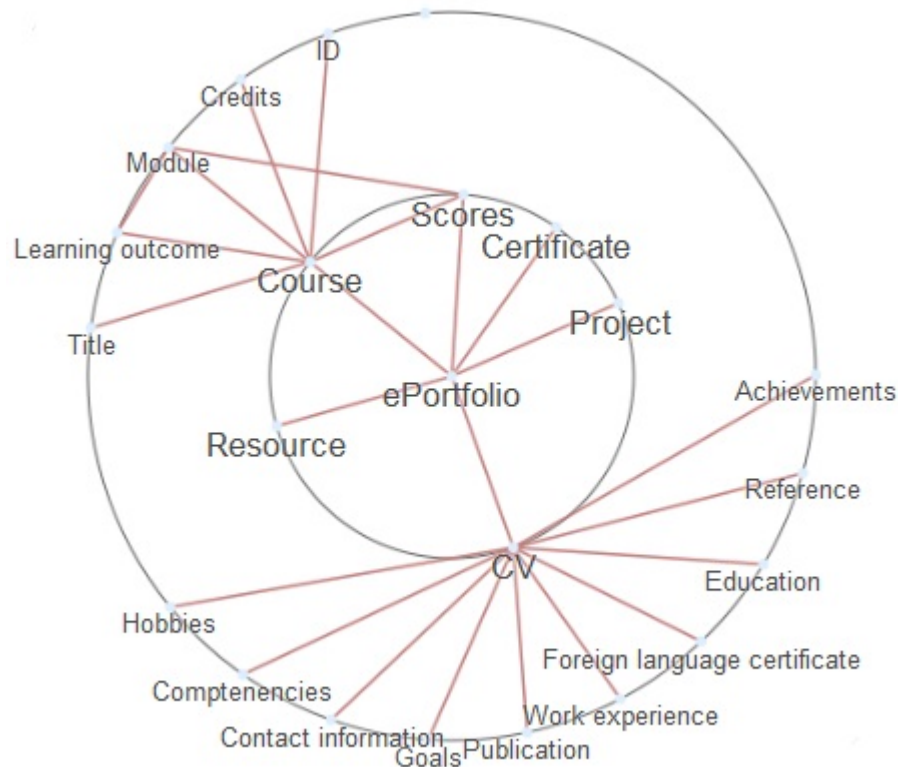 ID
Credits
Module
Scores
Certificate
Learning outcome
Course
Project
Title
ePortfolio
Achievements
Resource
Reference
CV
Education
Hobbies
Foreign language certificate
Comptenencies
Work experience
Contact information
Publication
Goals